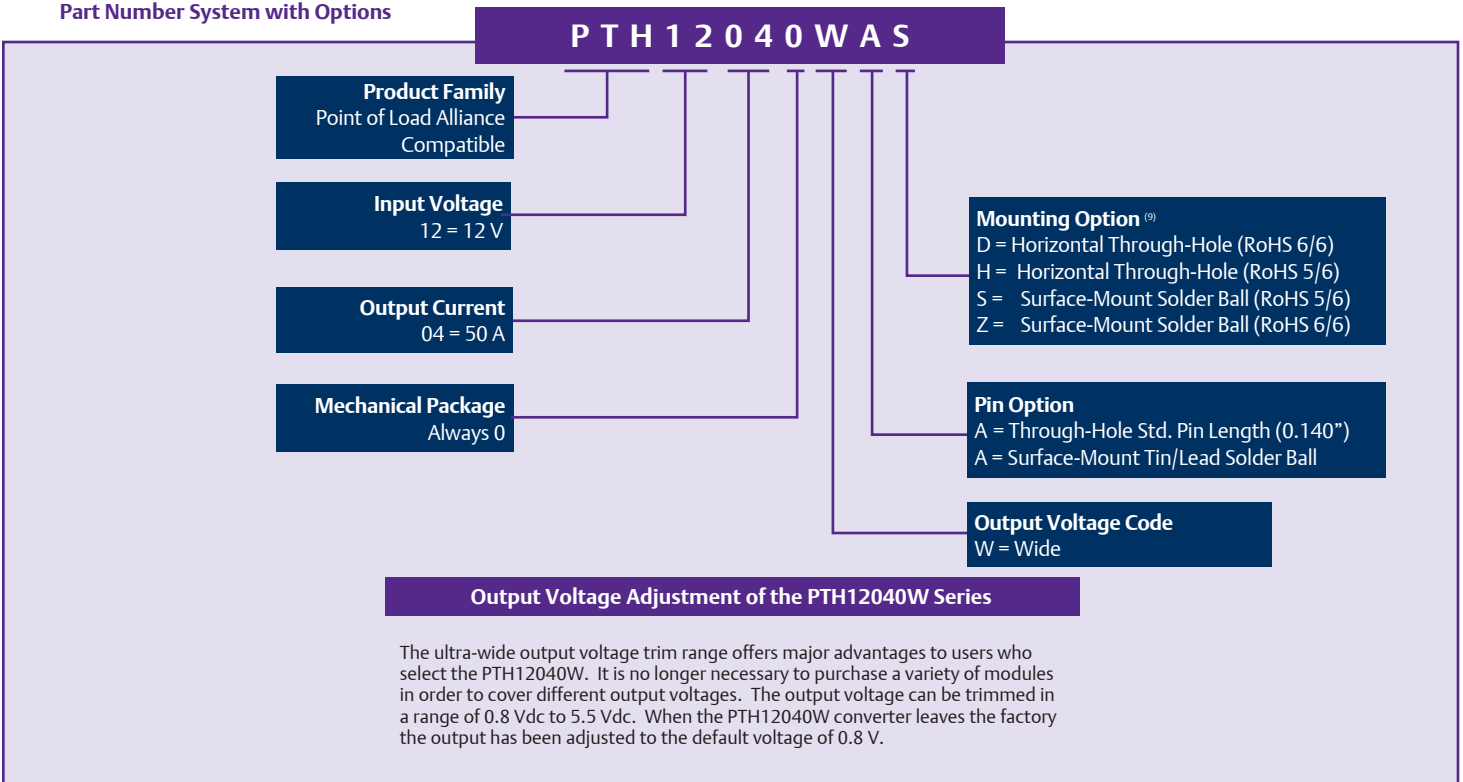 Part Number System with Options
PTH12040WAS
Product Family
Point of Load Alliance
Compatible
Input Voltage
12 = 12 V
Output Current
04 = 50 A
Mechanical Package
Always 0
Mounting Option (9)
D = Horizontal Through-Hole (RoHS 6/6)
H = Horizontal Through-Hole (RoHS 5/6)
S = Surface-Mount Solder Ball (RoHS 5/6)
Z = Surface-Mount Solder Ball (RoHS 6/6)
Pin Option
A = Through-Hole Std. Pin Length (0.140”)
A = Surface-Mount Tin/Lead Solder Ball
Output Voltage Code
W = Wide
Output Voltage Adjustment of the PTH12040W Series
The ultra-wide output voltage trim range offers major advantages to users who
select the PTH12040W. It is no longer necessary to purchase a variety of modules
in order to cover different output voltages. The output voltage can be trimmed in
a range of 0.8 Vdc to 5.5 Vdc. When the PTH12040W converter leaves the factory
the output has been adjusted to the default voltage of 0.8 V.